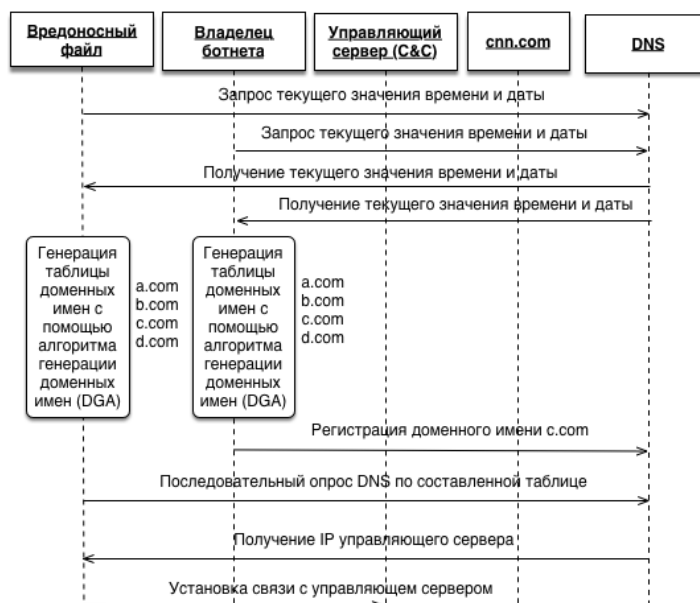 Вредоносный
файл
Владелец
ботнета
Управляющий
сервер (C&C)
cnn.com
DNS
Запрос текущего значения времени и даты
Запрос текущего значения времени и даты
Получение текущего значения времени и даты
Получение текущего значения времени и даты
Генерация
таблицы
доменных
имен с
помощью
алгоритма
генерации
доменных
имен (DGA)
a.com
b.com
c.com
d.com
Генерация
таблицы
доменных
имен с
помощью
алгоритма
генерации
доменных
имен (DGA)
a.com
b.com
c.com
d.com
Регистрация доменного имени c.com
Последовательный опрос DNS по составленной таблице
Получение IP управляющего сервера
Установка связи с управляющем сервером